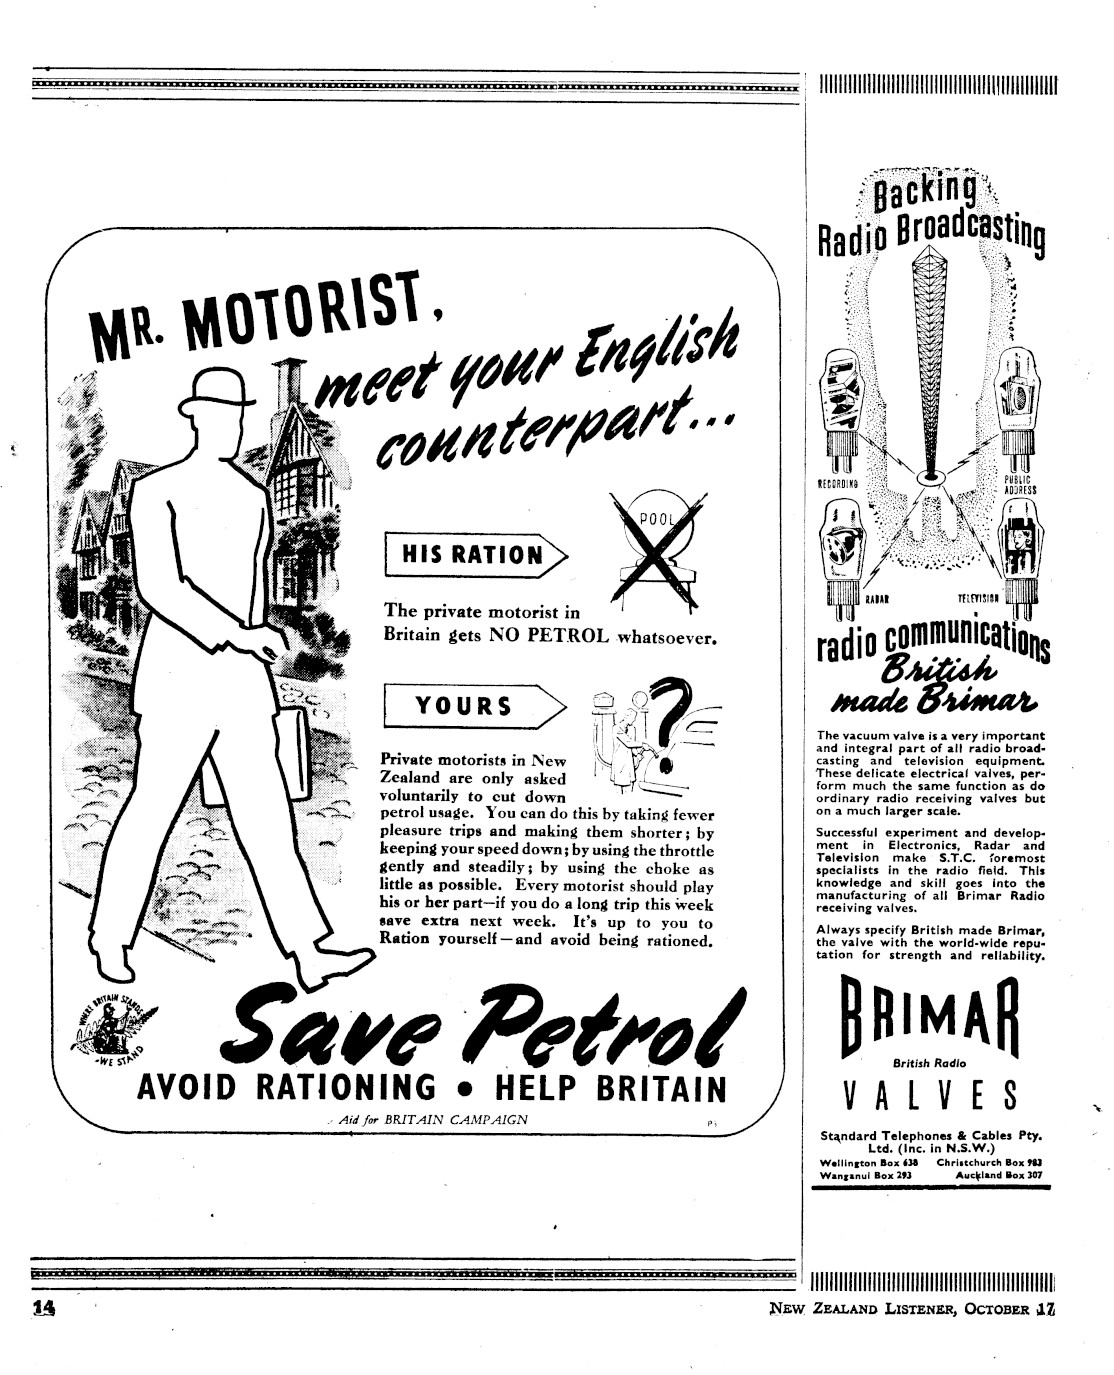 MR. MOTORIST,
meet your English
counterpart...
POOL
HIS RATION
The private motorist in
Britain gets NO PETROL whatsoever.
YOURS
?
Private motorists in New
Zealand are only asked
voluntarily to cut down
petrol usage. You can do this by taking fewer
pleasure trips and making them shorter; by
keeping your speed down; by using the throttle
gently and steadily; by using the choke as
little as possible. Every motorist should play
his or her part—if you do a long trip this week
save extra next week. It's up to you to
Ration yourself—and avoid being rationed.
WHERE BRITAIN STANDS
-WE STAND
Save Petrol
AVOID RATIONING • HELP BRITAIN
Aid for BRITAIN CAMPAIGN
Backing
Radio Broadcasting
RECORDING
PUBLIC
ADDRESS
RADAR
TELEVISION
radio communications
British
made Brimar
The vacuum valve is a very important
and integral part of all radio broad-
casting and television equipment.
These delicate electrical valves, per-
form much the same function as do
ordinary radio receiving valves but
on a much larger scale.
Successful experiment and develop-
ment in Electronics, Radar and
Television make S.T.C. foremost
specialists in the radio field. This
knowledge and skill goes into the
manufacturing of all Brimar Radio
receiving valves.
Always specify British made Brimar,
the valve with the world-wide repu-
tation for strength and reliability.
BRIMAR
British Radio
VALVES
Standard Telephones & Cables Pty.
Ltd. (Inc. in N.S.W.)
Wellington Box 638 Christchurch Box 983
Wanganui Box 293 Auckland Box 307
14
NEW ZEALAND LISTENER, OCTOBER 17